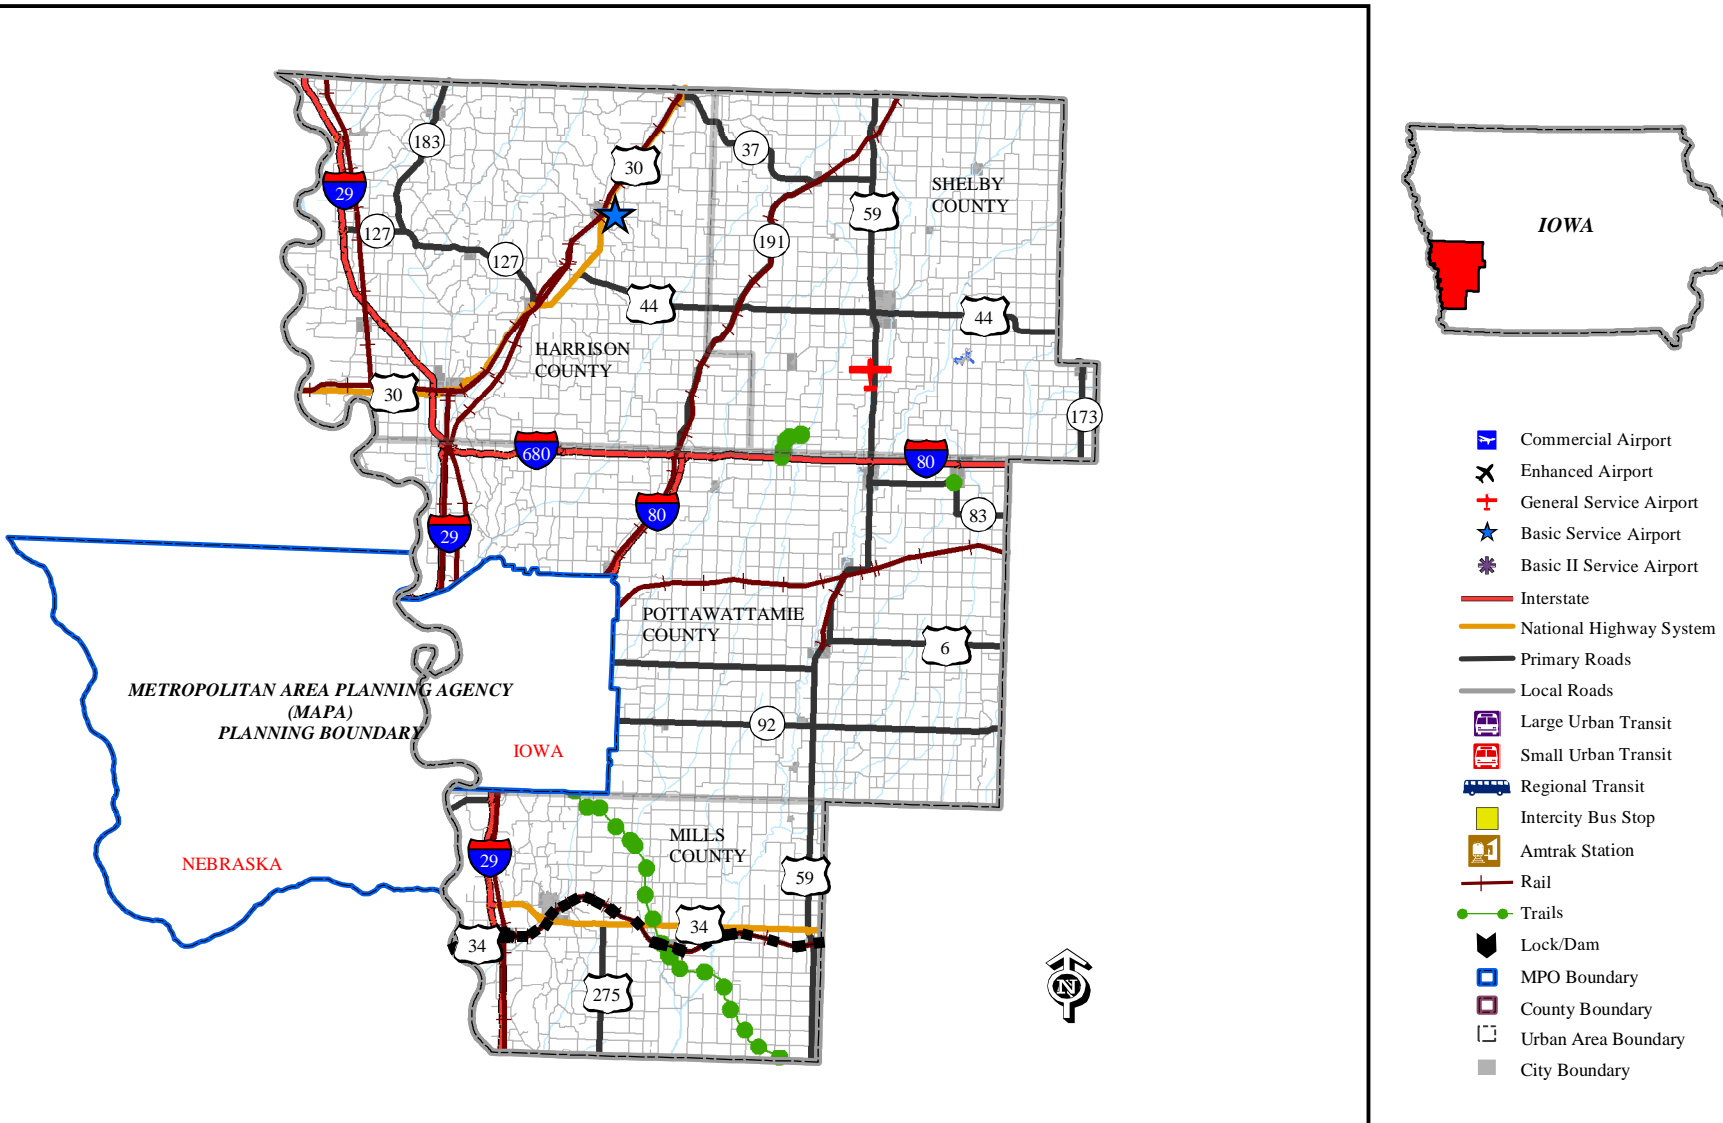 183
30
37
29
SHELBY
COUNTY
59
127
191
127
44
44
HARRISON
COUNTY
30
173
680
80
80
83
29
POTTAWATTAMIE
COUNTY
6
METROPOLITAN AREA PLANNING AGENCY
(MAPA)
PLANNING BOUNDARY
92
IOWA
MILLS
COUNTY
NEBRASKA
29
59
34
34
275
N
IOWA
Commercial Airport
Enhanced Airport
General Service Airport
Basic Service Airport
Basic II Service Airport
Interstate
National Highway System
Primary Roads
Local Roads
Large Urban Transit
Small Urban Transit
Regional Transit
Intercity Bus Stop
Amtrak Station
Rail
Trails
Lock/Dam
MPO Boundary
County Boundary
Urban Area Boundary
City Boundary